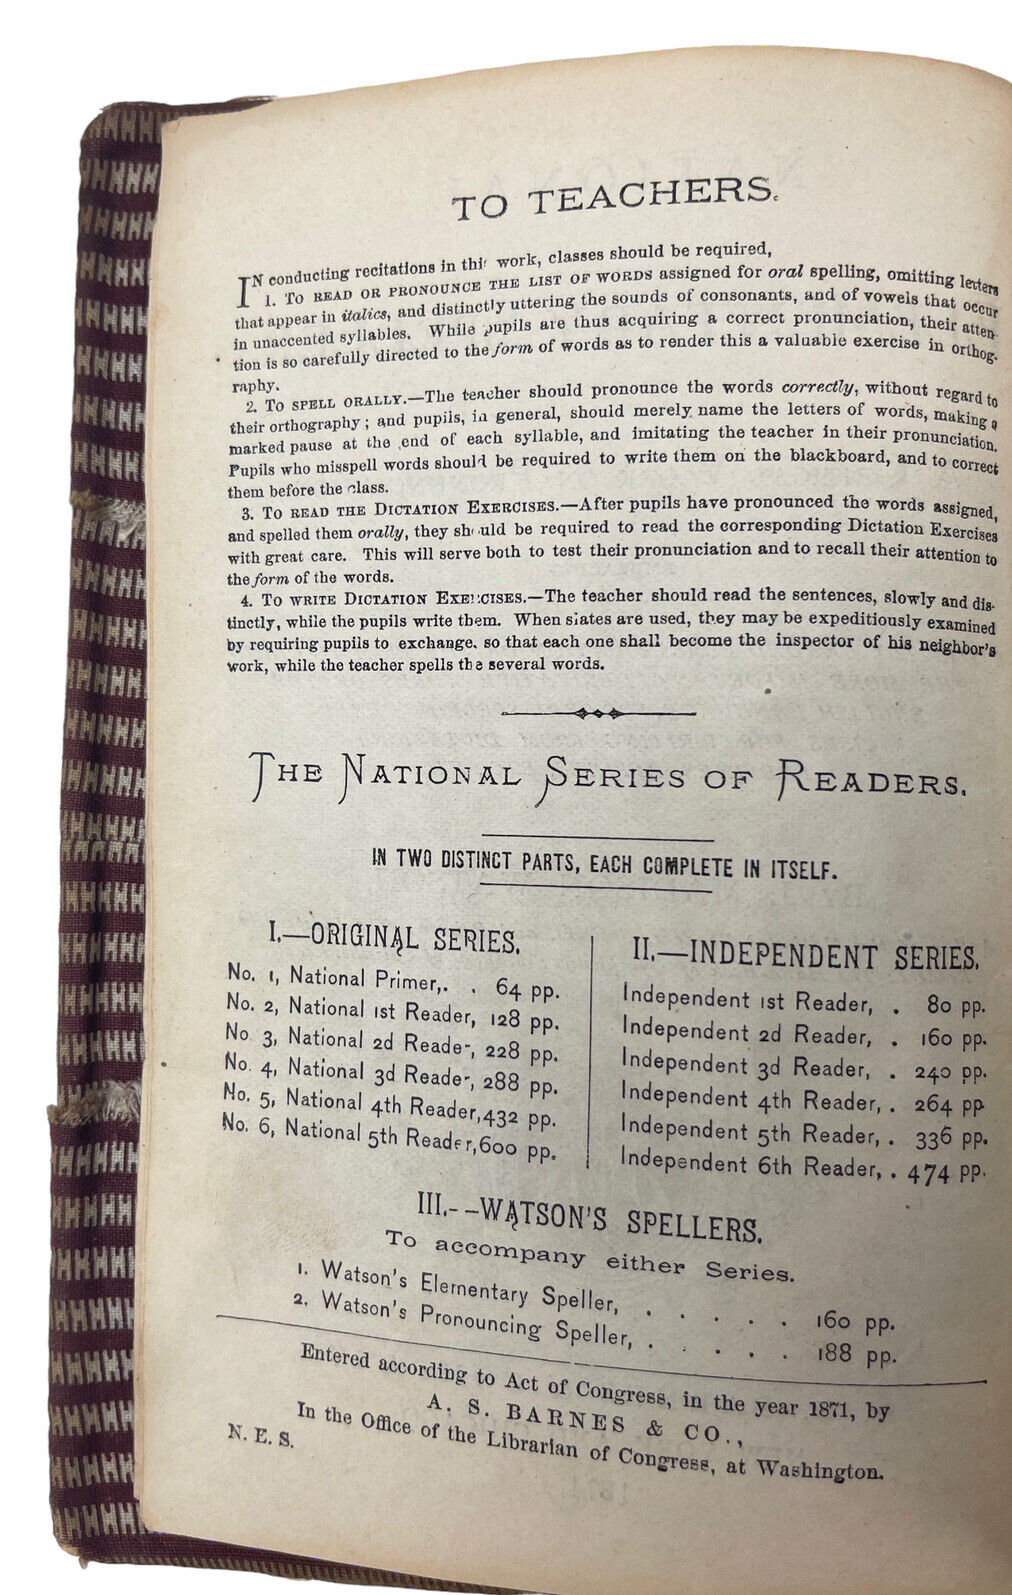 TO TEACHERS.
IN conducting recitations in this work, classes should be required,
1. TO READ OR PRONOUNCE THE LIST OF WORDS assigned for oral spelling, omitting letters
that appear in italics, and distinctly uttering the sounds of consonants, and of vowels that occur
in unaccented syllables. While pupils are thus acquiring a correct pronunciation, their atten-
tion is so carefully directed to the form of words as to render this a valuable exercise in orthog-
raphy.
2. TO SPELL ORALLY.—The teacher should pronounce the words correctly, without regard to
their orthography; and pupils, in general, should merely name the letters of words, making a
marked pause at the end of each syllable, and imitating the teacher in their pronunciation.
Pupils who misspell words should be required to write them on the blackboard, and to correct
them before the class.
3. TO READ THE DICTATION EXERCISES.—After pupils have pronounced the words assigned,
and spelled them orally, they should be required to read the corresponding Dictation Exercises
with great care. This will serve both to test their pronunciation and to recall their attention to
the form of the words.
4. TO WRITE DICTATION EXERCISES.—The teacher should read the sentences, slowly and dis-
tinctly, while the pupils write them. When slates are used, they may be expeditiously examined
by requiring pupils to exchange, so that each one shall become the inspector of his neighbor's
work, while the teacher spells the several words.
THE NATIONAL SERIES OF READERS.
IN TWO DISTINCT PARTS, EACH COMPLETE IN ITSELF.
I.—ORIGINAL SERIES.
No. 1, National Primer,. . 64 pp.
No. 2, National 1st Reader, 128 pp.
No. 3, National 2d Reader, 228 pp.
No. 4, National 3d Reader, 288 pp.
No. 5, National 4th Reader, 432 pp.
No. 6, National 5th Reader, 600 pp.
II.—INDEPENDENT SERIES.
Independent 1st Reader, . 80 pp.
Independent 2d Reader, . 160 pp.
Independent 3d Reader, . 240 pp.
Independent 4th Reader, . 264 pp
Independent 5th Reader, . 336 pp.
Independent 6th Reader, . 474 pp.
III.--WATSON'S SPELLERS.
To accompany either Series.
1. Watson's Elementary Speller, . . . . . 160 pp.
2. Watson's Pronouncing Speller, . . . . . 188 pp.
Entered according to Act of Congress, in the year 1871, by
A. S. BARNES & CO.,
In the Office of the Librarian of Congress, at Washington.
N. E. S.